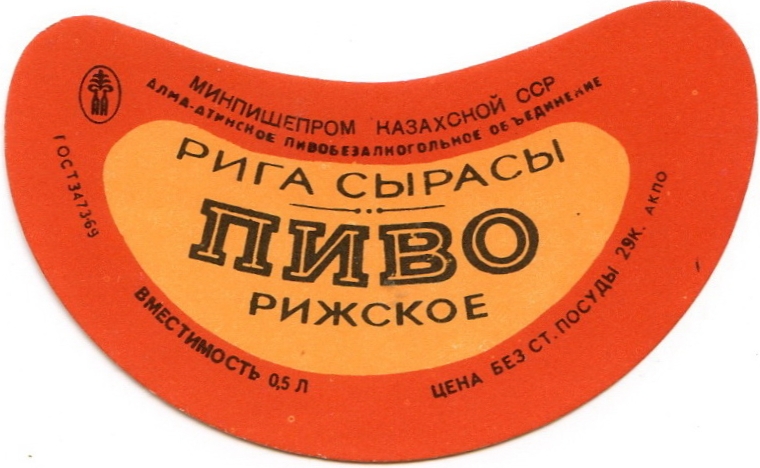 МИНПИЩЕПРОМ КАЗАХСКОЙ ССР
АЛМА-АТИНСКОЕ ПИВОБЕЗАЛКОГОЛЬНОЕ ОБЪЕДИНЕНИЕ
РИГА СЫРАСЫ
ПИВО
РИЖСКОЕ
ГОСТ 3473-69
ВМЕСТИМОСТЬ 0,5 Л
ЦЕНА БЕЗ СТ. ПОСУДЫ 29К. АКПО